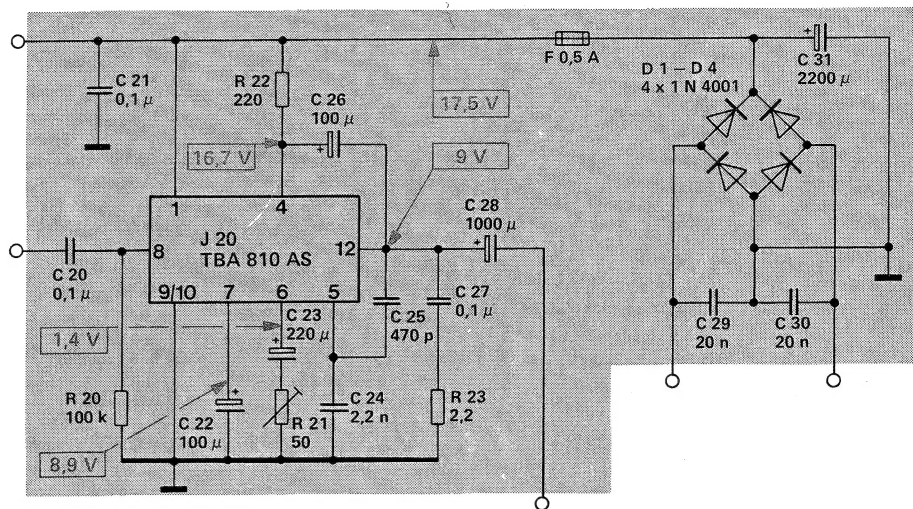 C 21
0,1 µ
R 22
220
C 26
100 µ
17,5 V
F 0,5 A
D 1 – D 4
4 x 1 N 4001
C 31
2200 µ
16,7 V
9 V
1
4
C 28
1000 µ
J 20
TBA 810 AS
8
12
C 20
0,1 µ
9/10
7
6
5
C 23
220 µ
C 25
470 p
C 27
0,1 µ
C 29
20 n
C 30
20 n
1,4 V
R 20
100 k
C 22
100 µ
R 21
50
C 24
2,2 n
R 23
2,2
8,9 V